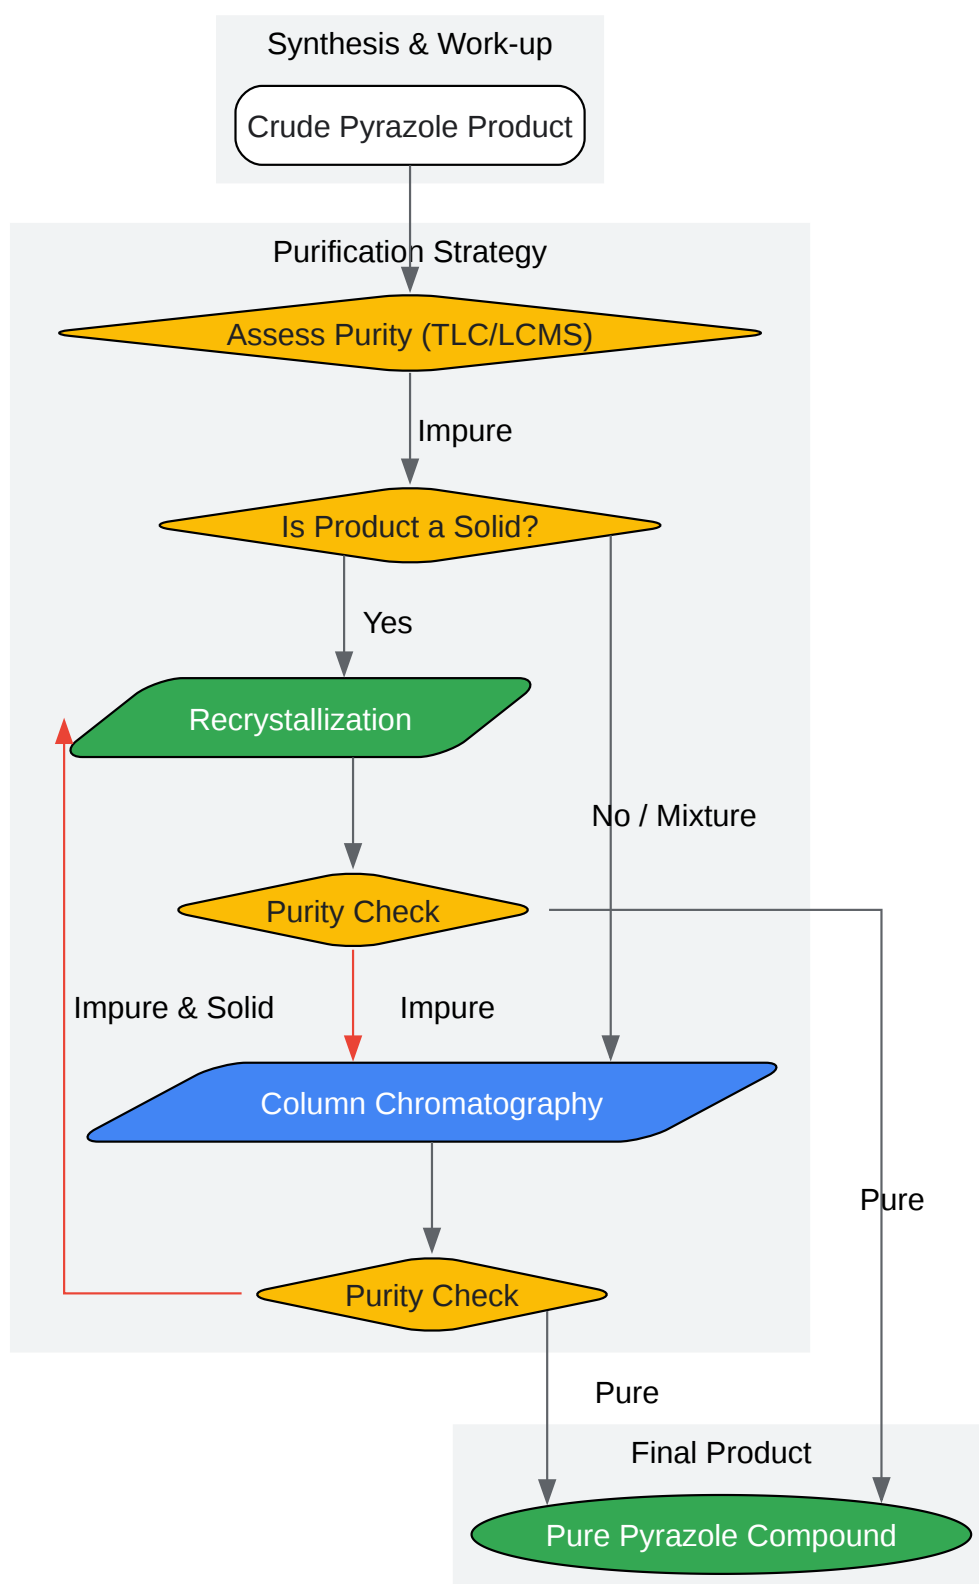 Synthesis & Work-up
Crude Pyrazole Product
Purification Strategy
Assess Purity (TLC/LCMS)
Impure
Is Product a Solid?
Yes
Recrystallization
No / Mixture
Purity Check
Impure & Solid
Impure
Column Chromatography
Pure
Purity Check
Pure
Final Product
Pure Pyrazole Compound